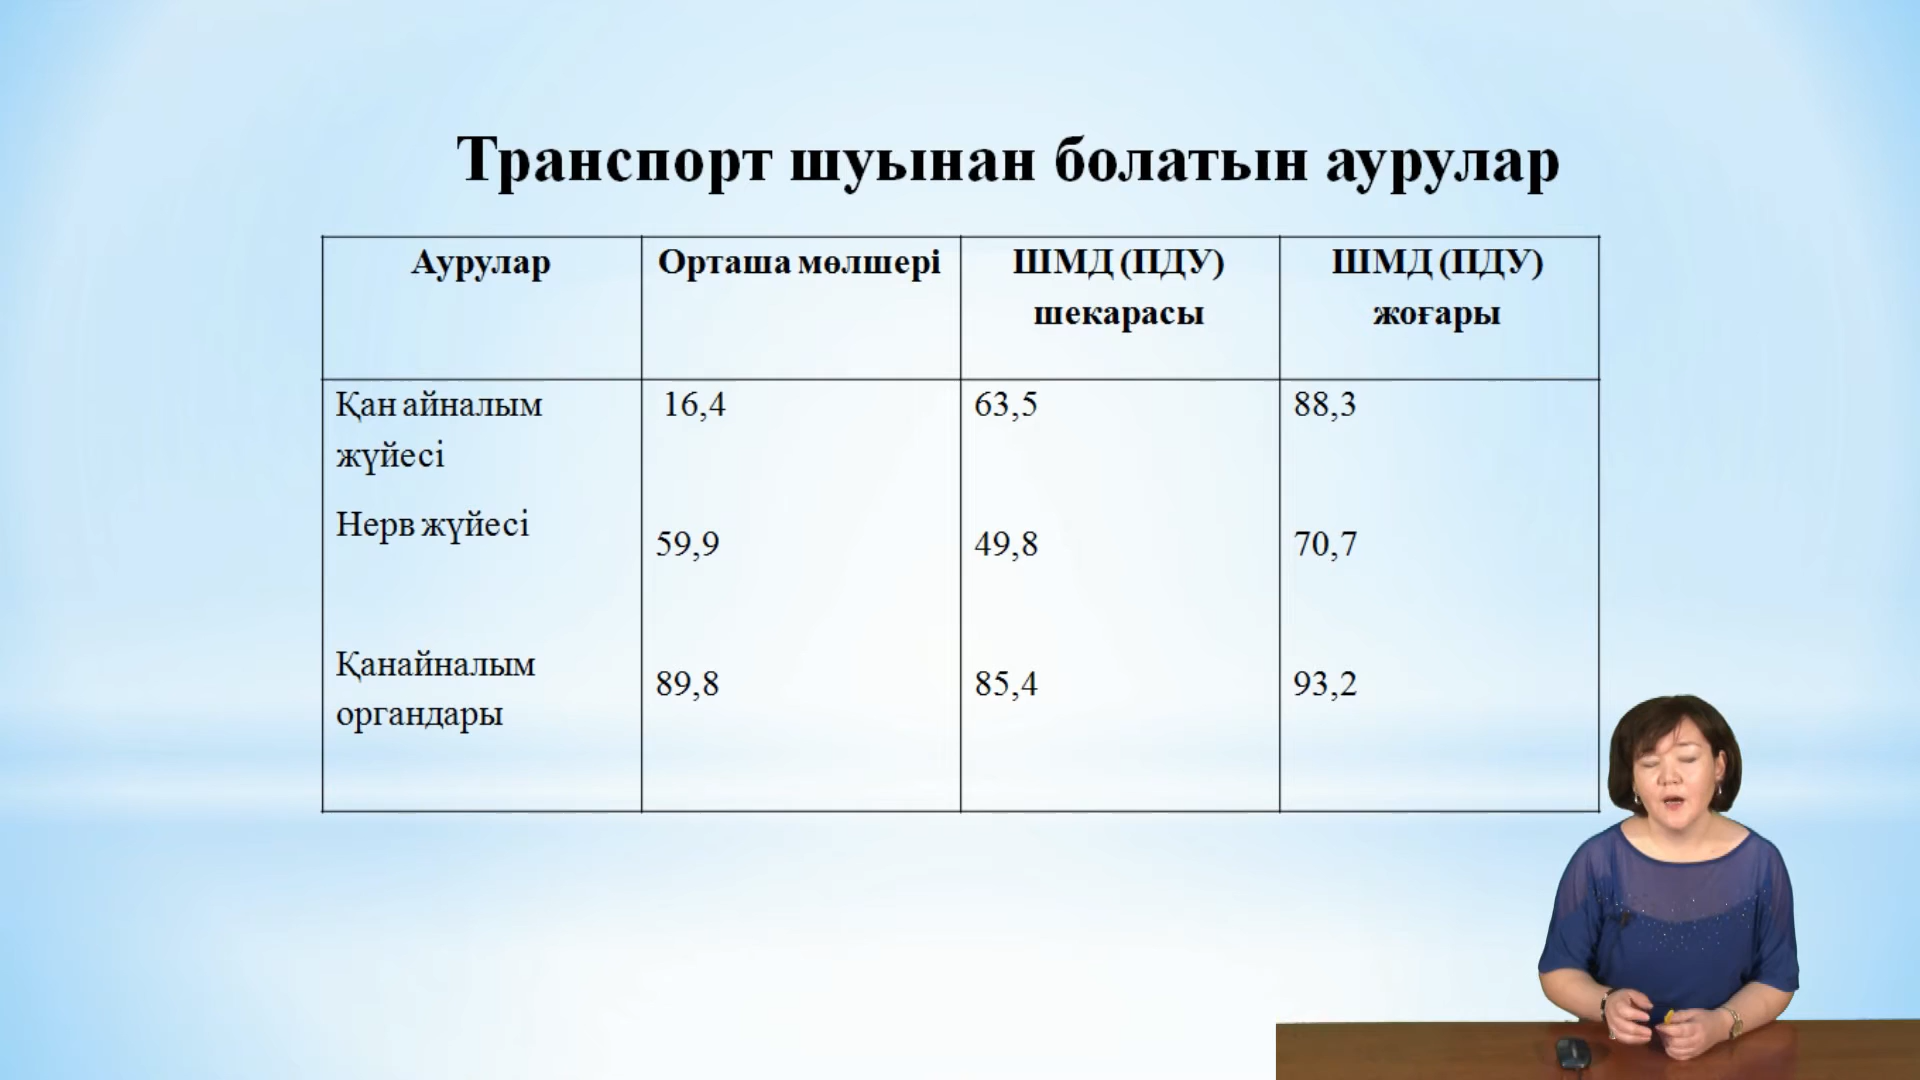 Транспорт шуынан болатын аурулар
Аурулар
Орташа мөлшері
ШМД (ПДУ)
шекарасы
ШМД (ПДУ)
жоғары
Қан айналым
жүйесі
16,4
63,5
88,3
Нерв жүйесі
59,9
49,8
70,7
Қанайналым
органдары
89,8
85,4
93,2